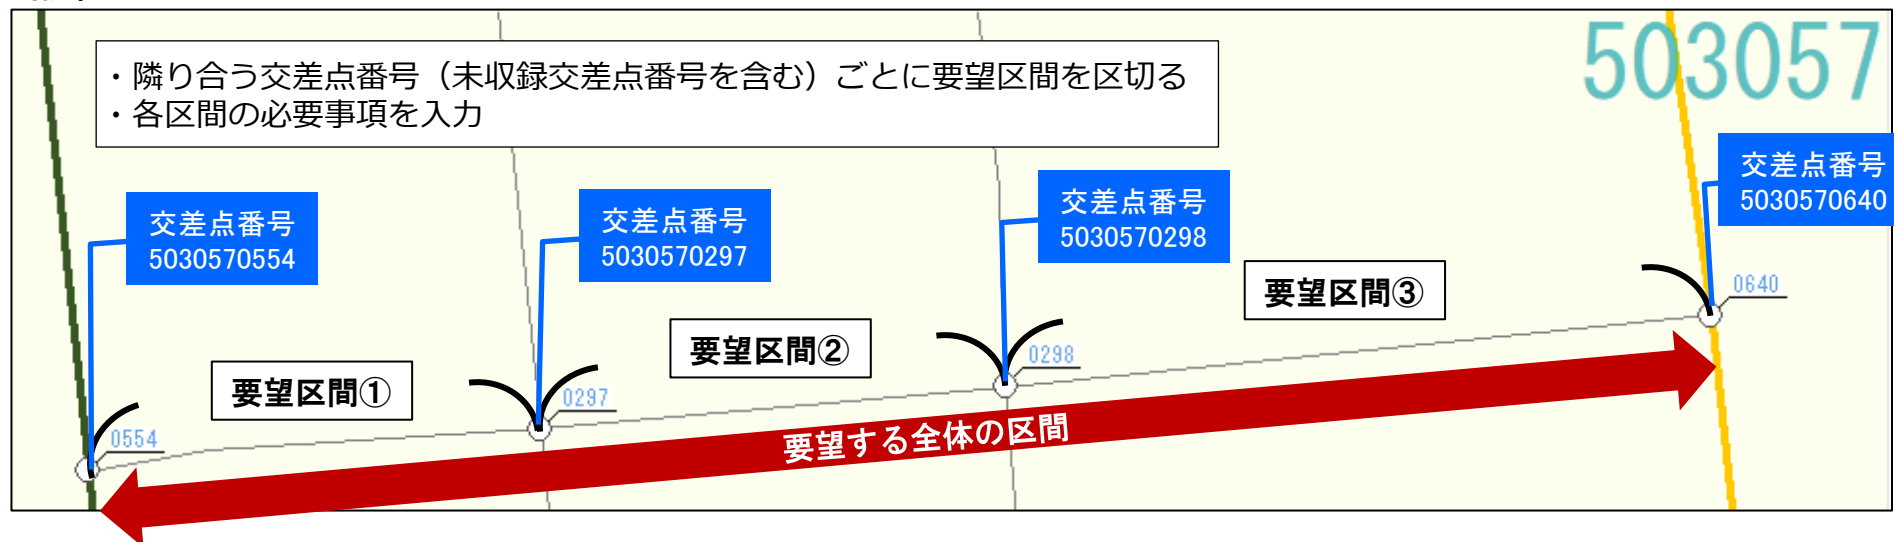 503057
・隣り合う交差点番号（未収録交差点番号を含む）ごとに要望区間を区切る
・各区間の必要事項を入力
交差点番号
5030570554
交差点番号
5030570297
交差点番号
5030570298
交差点番号
5030570640
要望区間①
要望区間②
要望区間③
0554
0297
0298
0640
要望する全体の区間